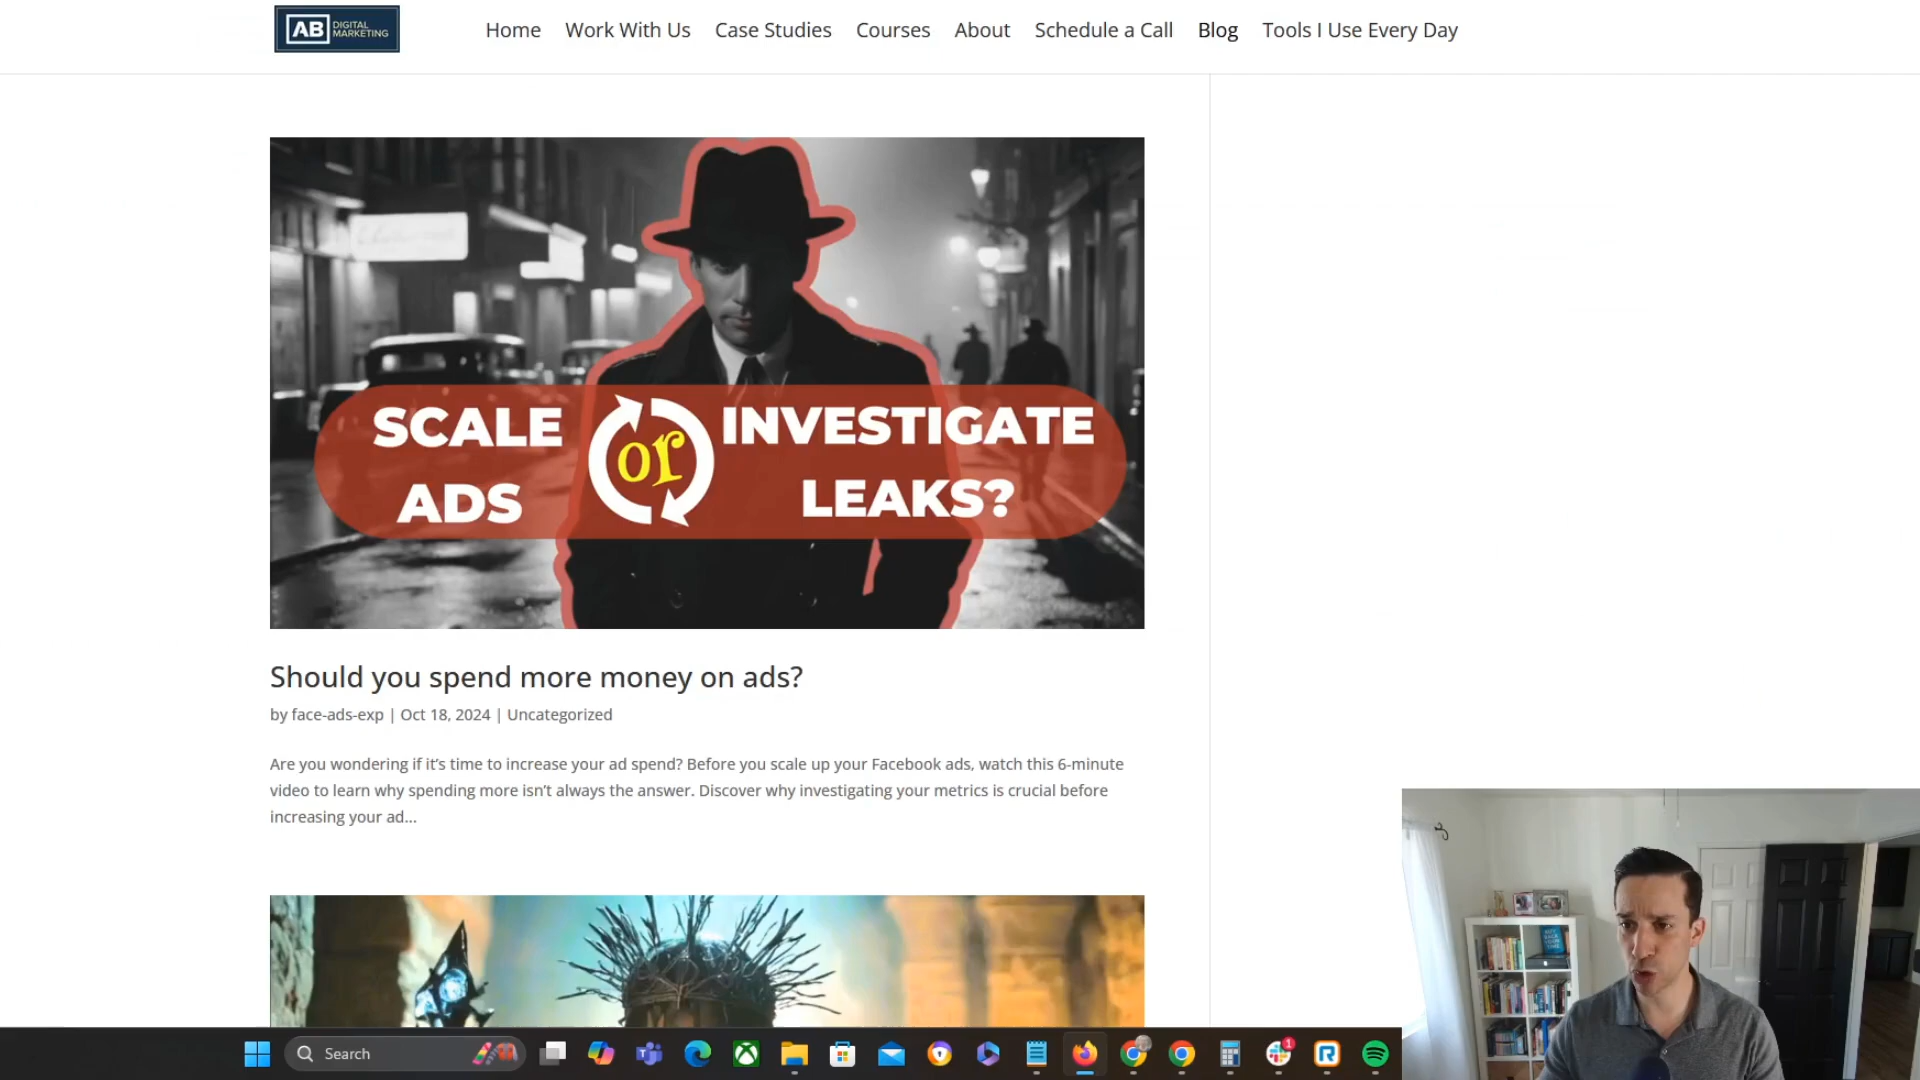 AB DIGITAL MARKETING
Home Work With Us Case Studies Courses About Schedule a Call Blog Tools I Use Every Day
SCALE or INVESTIGATE
ADS LEAKS?
Should you spend more money on ads?
by face-ads-exp | Oct 18, 2024 | Uncategorized
Are you wondering if it’s time to increase your ad spend? Before you scale up your Facebook ads, watch this 6-minute
video to learn why spending more isn’t always the answer. Discover why investigating your metrics is crucial before
increasing your ad...
Search
1